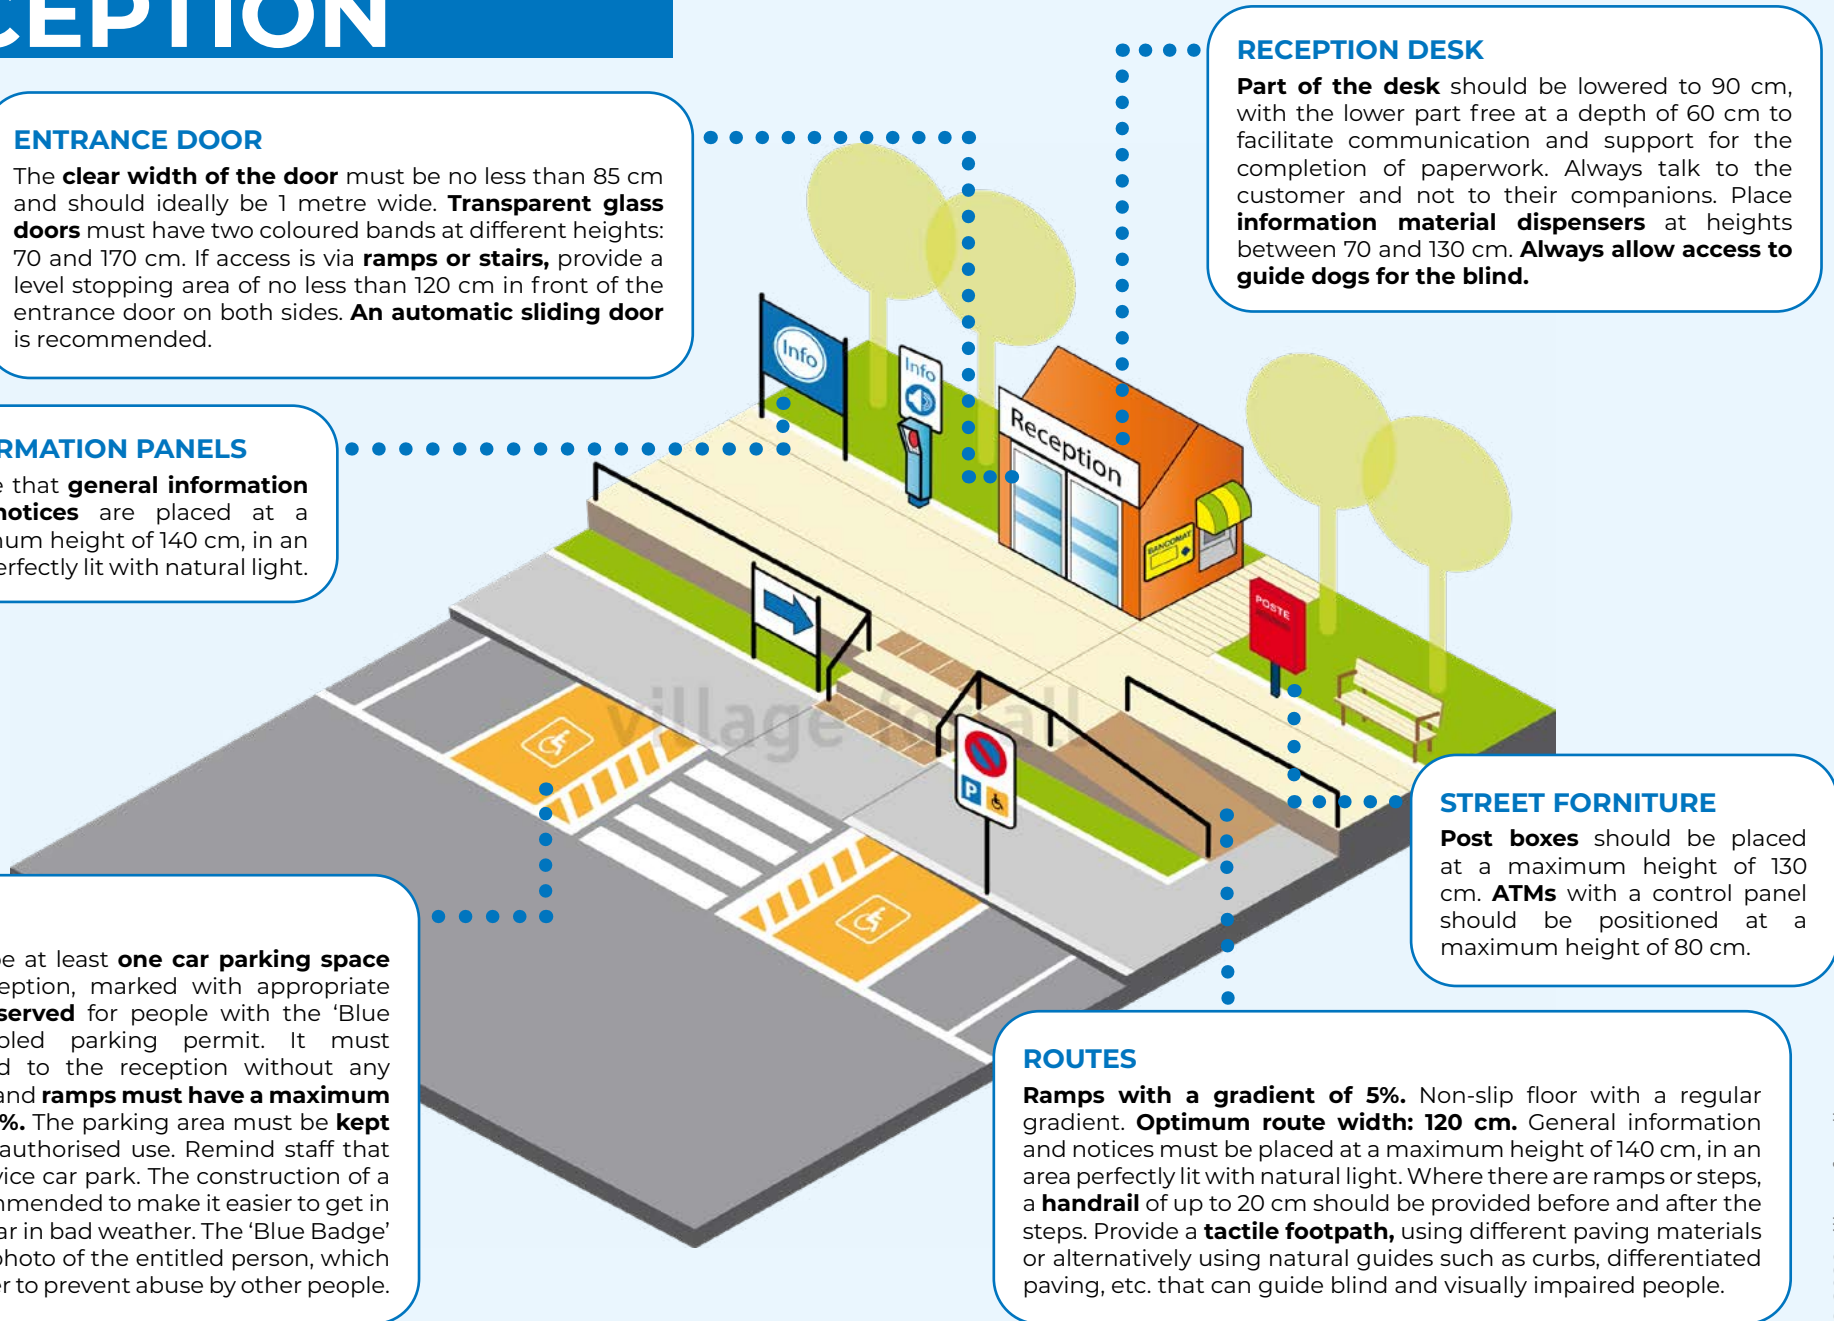 CEPTION
ENTRANCE DOOR
The clear width of the door must be no less than 85 cm
and should ideally be 1 metre wide. Transparent glass
doors must have two coloured bands at different heights:
70 and 170 cm. If access is via ramps or stairs, provide a
level stopping area of no less than 120 cm in front of the
entrance door on both sides. An automatic sliding door
is recommended.
RECEPTION DESK
Part of the desk should be lowered to 90 cm,
with the lower part free at a depth of 60 cm to
facilitate communication and support for the
completion of paperwork. Always talk to the
customer and not to their companions. Place
information material dispensers at heights
between 70 and 130 cm. Always allow access to
guide dogs for the blind.
RMATION PANELS
e that general information
notices are placed at a
num height of 140 cm, in an
perfectly lit with natural light.
Info
Info
Reception
BANCOMAT
POSTE
village for all
P
STREET FORNITURE
Post boxes should be placed
at a maximum height of 130
cm. ATMs with a control panel
should be positioned at a
maximum height of 80 cm.
be at least one car parking space
eption, marked with appropriate
served for people with the ‘Blue
bled parking permit. It must
d to the reception without any
and ramps must have a maximum
%. The parking area must be kept
authorised use. Remind staff that
vice car park. The construction of a
mmended to make it easier to get in
ar in bad weather. The ‘Blue Badge’
photo of the entitled person, which
er to prevent abuse by other people.
ROUTES
Ramps with a gradient of 5%. Non-slip floor with a regular
gradient. Optimum route width: 120 cm. General information
and notices must be placed at a maximum height of 140 cm, in an
area perfectly lit with natural light. Where there are ramps or steps,
a handrail of up to 20 cm should be provided before and after the
steps. Provide a tactile footpath, using different paving materials
or alternatively using natural guides such as curbs, differentiated
paving, etc. that can guide blind and visually impaired people.